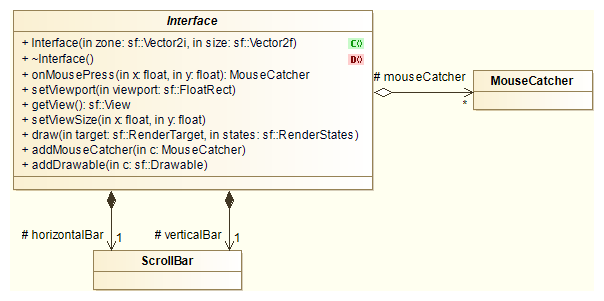 Interface
+ Interface(in zone: sf::Vector2i, in size: sf::Vector2f) C()
+ ~Interface() D()
+ onMousePress(in x: float, in y: float): MouseCatcher
+ setViewport(in viewport: sf::FloatRect)
+ getView(): sf::View
+ setViewSize(in x: float, in y: float)
+ draw(in target: sf::RenderTarget, in states: sf::RenderStates)
+ addMouseCatcher(in c: MouseCatcher)
+ addDrawable(in c: sf::Drawable)
# mouseCatcher
*
MouseCatcher
# horizontalBar 1
# verticalBar 1
ScrollBar